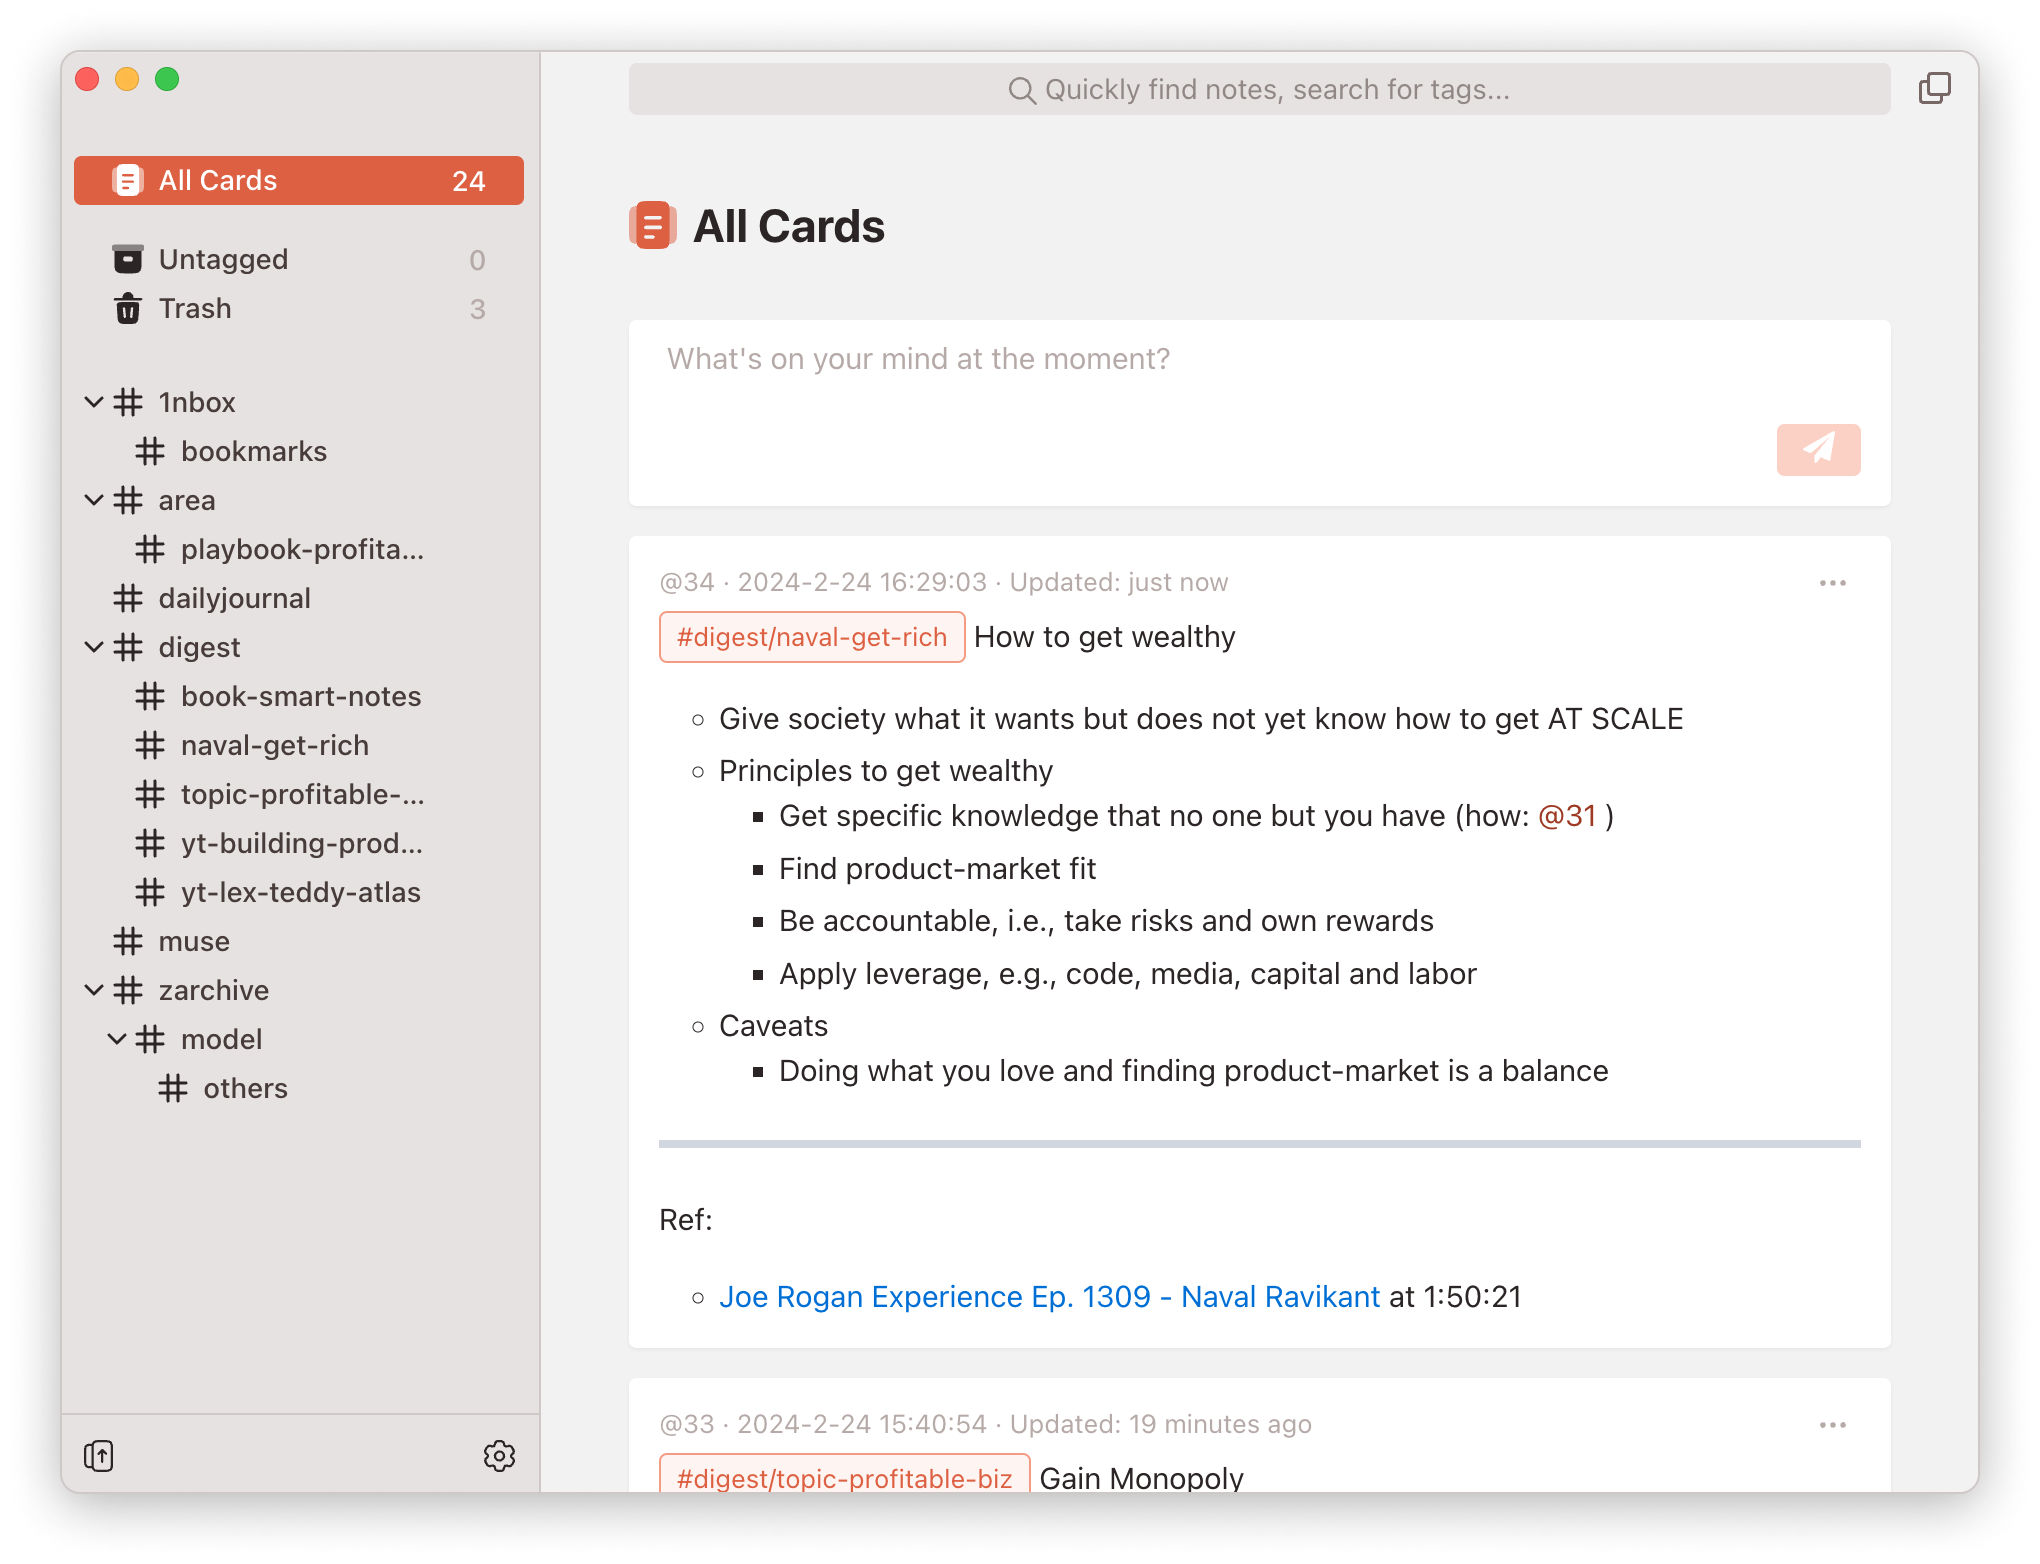 Quickly find notes, search for tags...
All Cards 24
Untagged 0
Trash 3
# 1nbox
# bookmarks
# area
# playbook-profita...
# dailyjournal
# digest
# book-smart-notes
# naval-get-rich
# topic-profitable-...
# yt-building-prod...
# yt-lex-teddy-atlas
# muse
# zarchive
# model
# others
All Cards
What's on your mind at the moment?
@34 · 2024-2-24 16:29:03 · Updated: just now
#digest/naval-get-rich How to get wealthy
Give society what it wants but does not yet know how to get AT SCALE
Principles to get wealthy
Get specific knowledge that no one but you have (how: @31 )
Find product-market fit
Be accountable, i.e., take risks and own rewards
Apply leverage, e.g., code, media, capital and labor
Caveats
Doing what you love and finding product-market is a balance
Ref:
Joe Rogan Experience Ep. 1309 - Naval Ravikant at 1:50:21
@33 · 2024-2-24 15:40:54 · Updated: 19 minutes ago
#digest/topic-profitable-biz Gain Monopoly